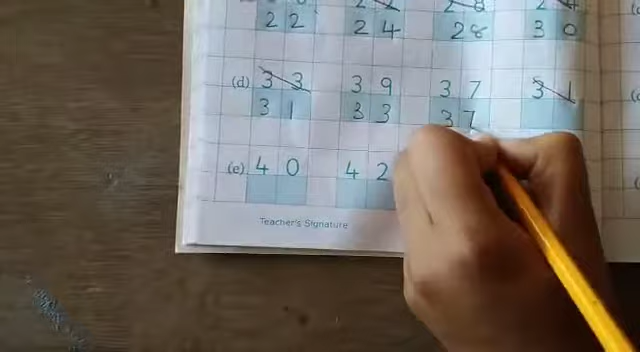 22 24 28 30
(d) 33 39 37 31
31 33 37
(e) 40 42
Teacher's Signature